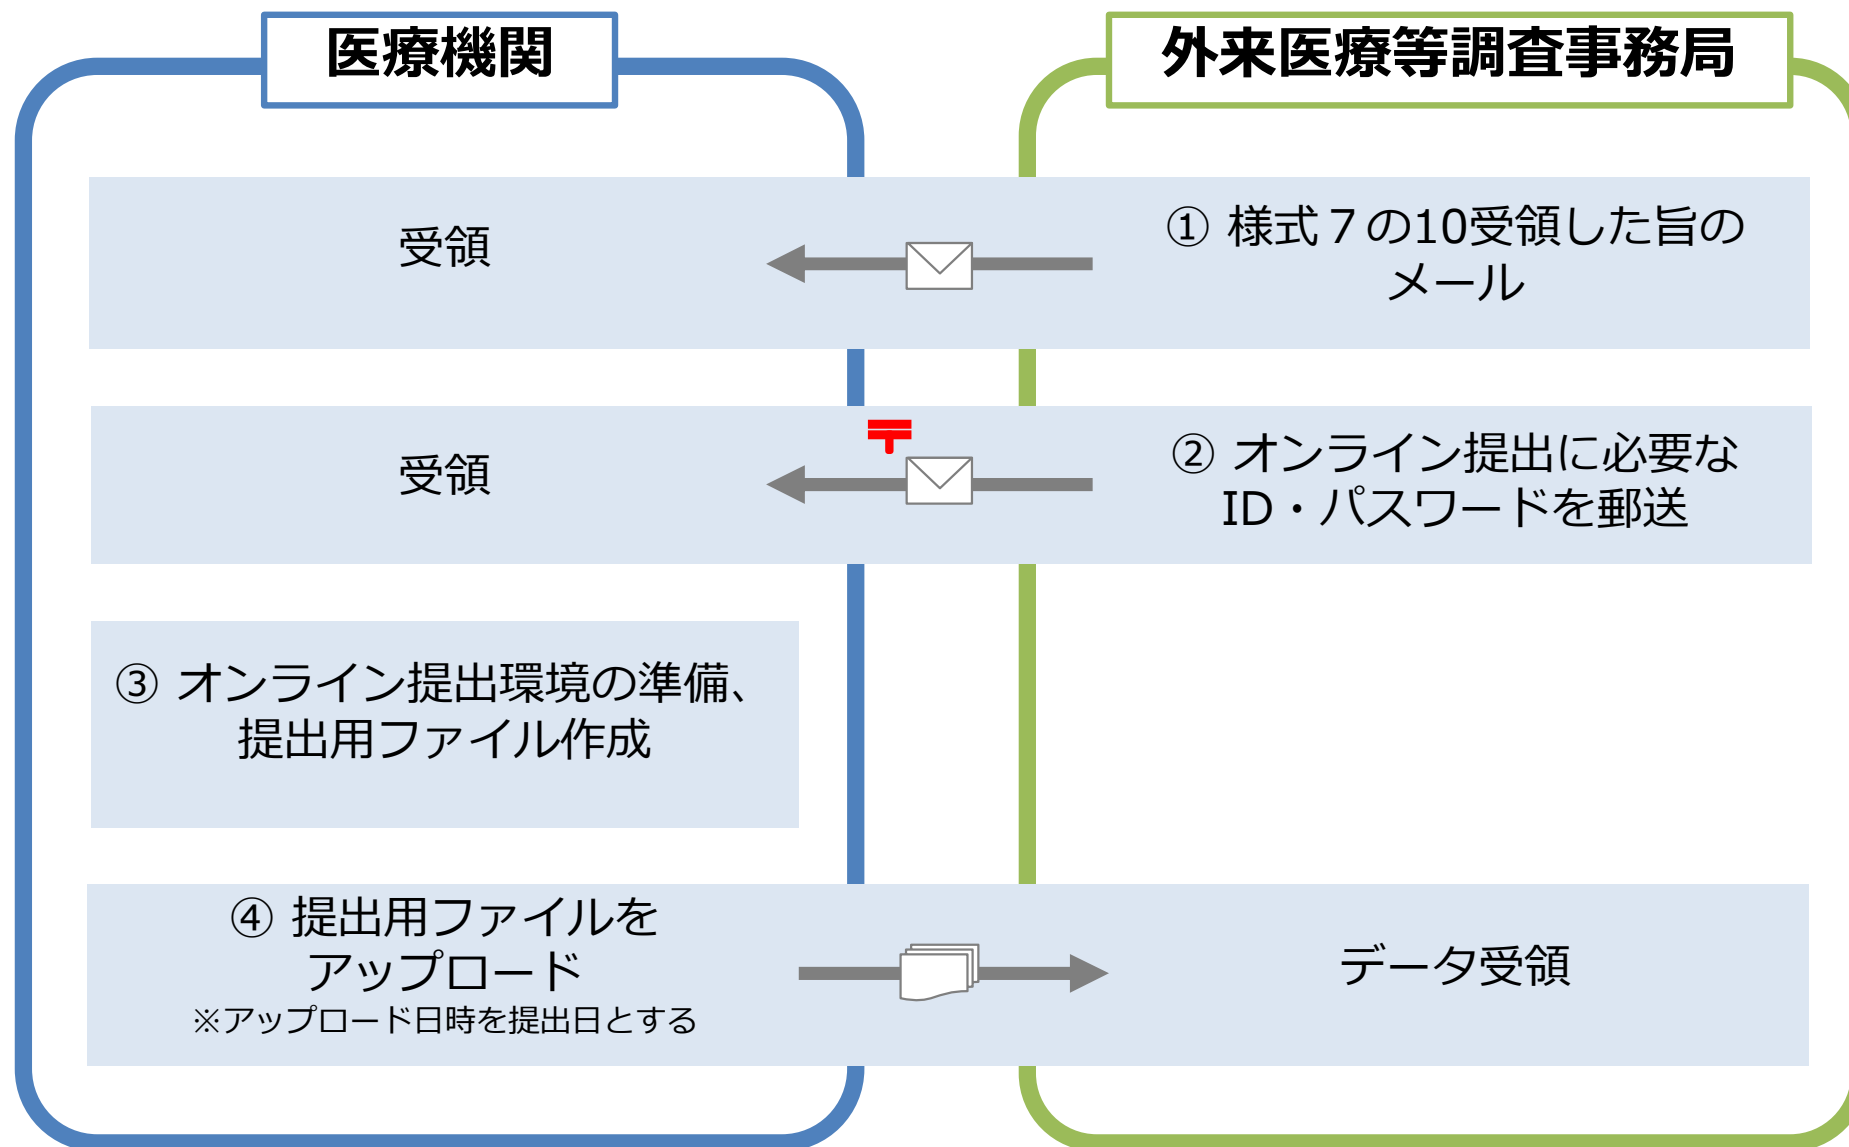 医療機関
外来医療等調査事務局
受領
① 様式７の10受領した旨の
メール
受領
〒
② オンライン提出に必要な
ID・パスワードを郵送
③ オンライン提出環境の準備、
提出用ファイル作成
④ 提出用ファイルを
アップロード
※アップロード日時を提出日とする
データ受領